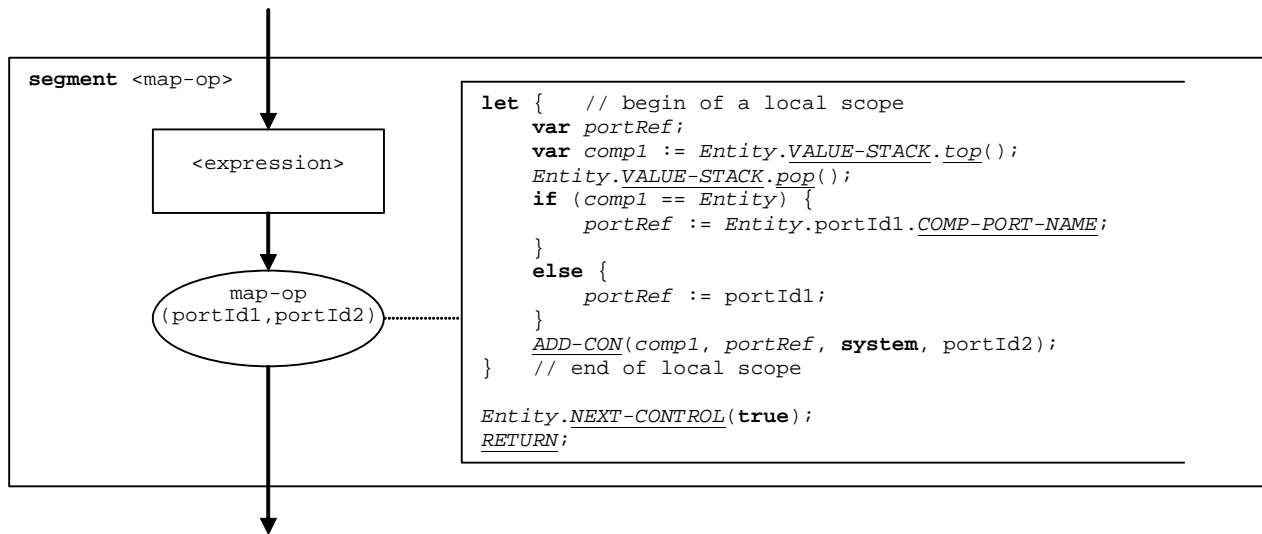 segment <map-op>
<expression>
map-op
(portId1,portId2)
let {   // begin of a local scope
    var portRef;
    var comp1 := Entity.VALUE-STACK.top();
    Entity.VALUE-STACK.pop();
    if (comp1 == Entity) {
        portRef := Entity.portId1.COMP-PORT-NAME;
    }
    else {
        portRef := portId1;
    }
    ADD-CON(comp1, portRef, system, portId2);
}   // end of local scope
Entity.NEXT-CONTROL(true);
RETURN;